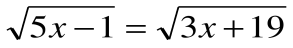 √(5x − 1) = √(3x + 19)